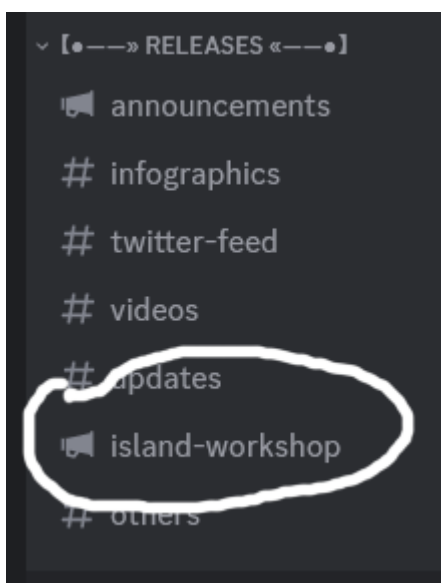 【●——» RELEASES «——●】
announcements
# infographics
# twitter-feed
# videos
# updates
island-workshop
# others